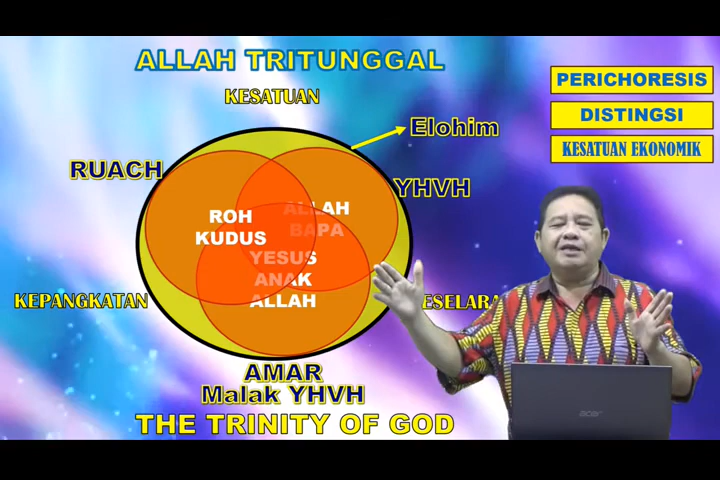 ALLAH TRITUNGGAL
KESATUAN
PERICHORESIS
DISTINGSI
KESATUAN EKONOMIK
Elohim
RUACH
YHVH
ROH
KUDUS
ALLAH
BAPA
YESUS
ANAK
ALLAH
KEPANGKATAN
ESELARA
AMAR
Malak YHVH
THE TRINITY OF GOD
acer